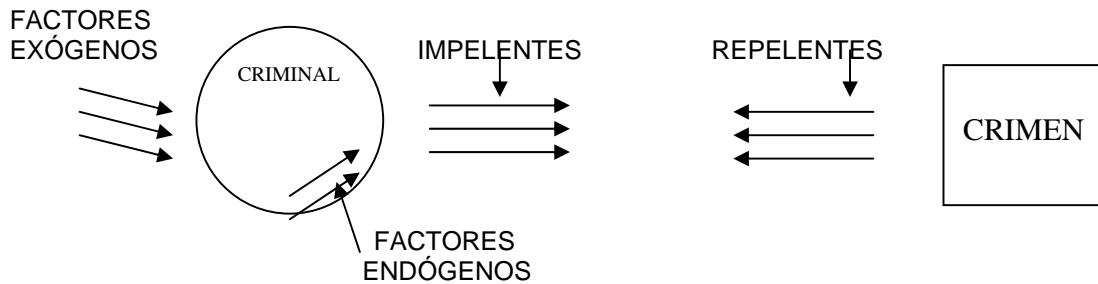 FACTORES
EXÓGENOS
CRIMINAL
IMPELENTES
REPELENTES
CRIMEN
FACTORES
ENDÓGENOS